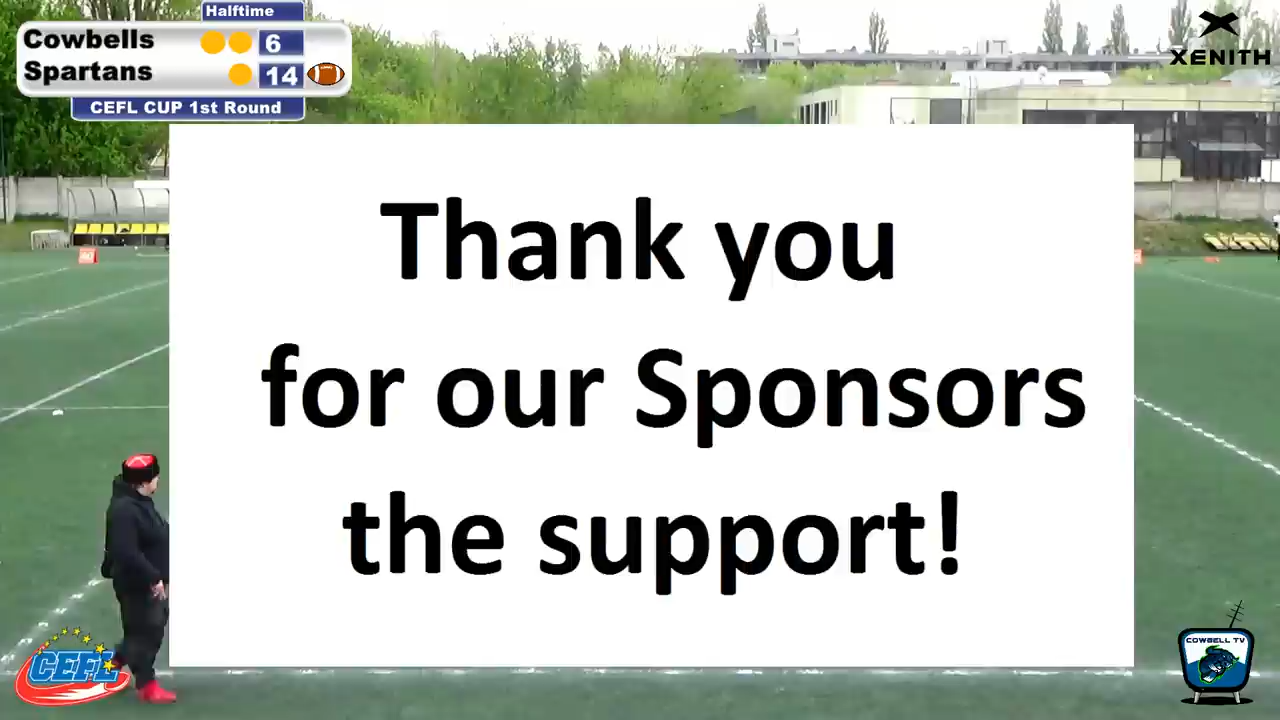 Halftime
Cowbells 6
Spartans 14
CEFL CUP 1st Round
XENITH
Thank you
for our Sponsors
the support!
CEFL
COWBELL TV